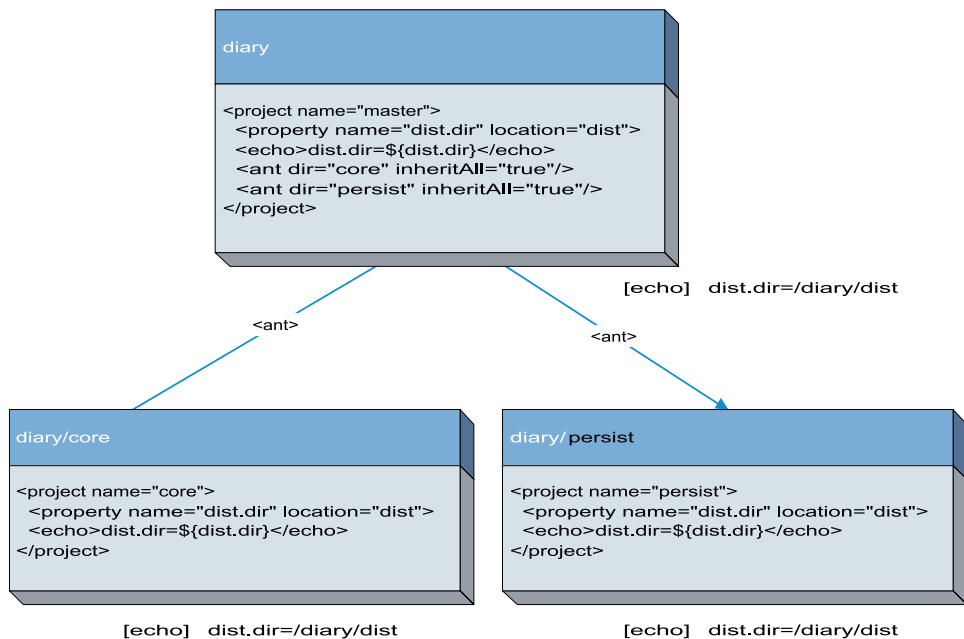 diary
<project name="master">
<property name="dist.dir" location="dist">
<echo>dist.dir=${dist.dir}</echo>
<ant dir="core" inheritAll="true"/>
<ant dir="persist" inheritAll="true"/>
</project>
[echo] dist.dir=/diary/dist
<ant>
<ant>
diary/core
<project name="core">
<property name="dist.dir" location="dist">
<echo>dist.dir=${dist.dir}</echo>
</project>
[echo] dist.dir=/diary/dist
diary/persist
<project name="persist">
<property name="dist.dir" location="dist">
<echo>dist.dir=${dist.dir}</echo>
</project>
[echo] dist.dir=/diary/dist